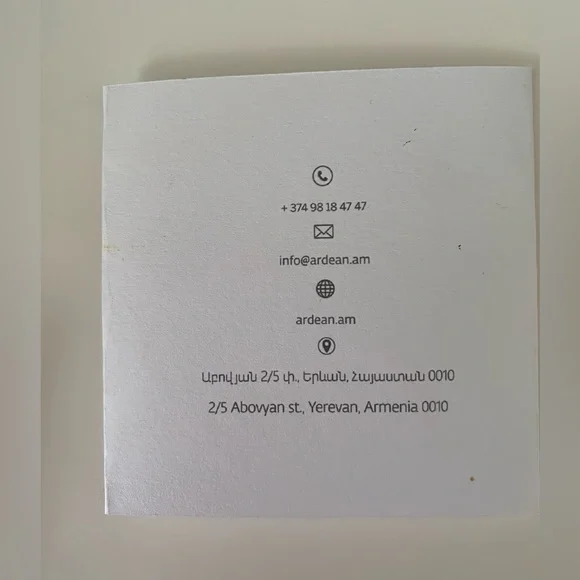 + 374 98 18 47 47
info@ardean.am
ardean.am
Աբովյան 2/5 փ., Երևան, Հայաստան 0010
2/5 Abovyan st., Yerevan, Armenia 0010